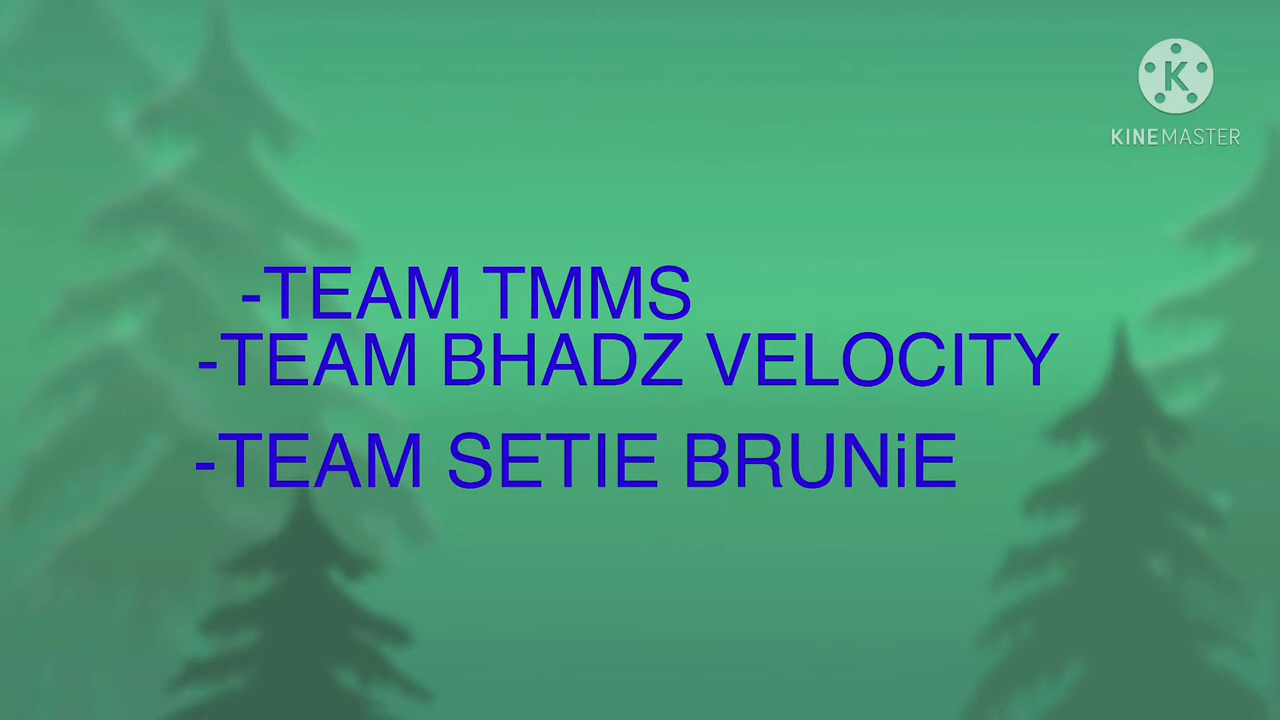 KINEMASTER
-TEAM TMMS
-TEAM BHADZ VELOCITY
-TEAM SETIE BRUNiE